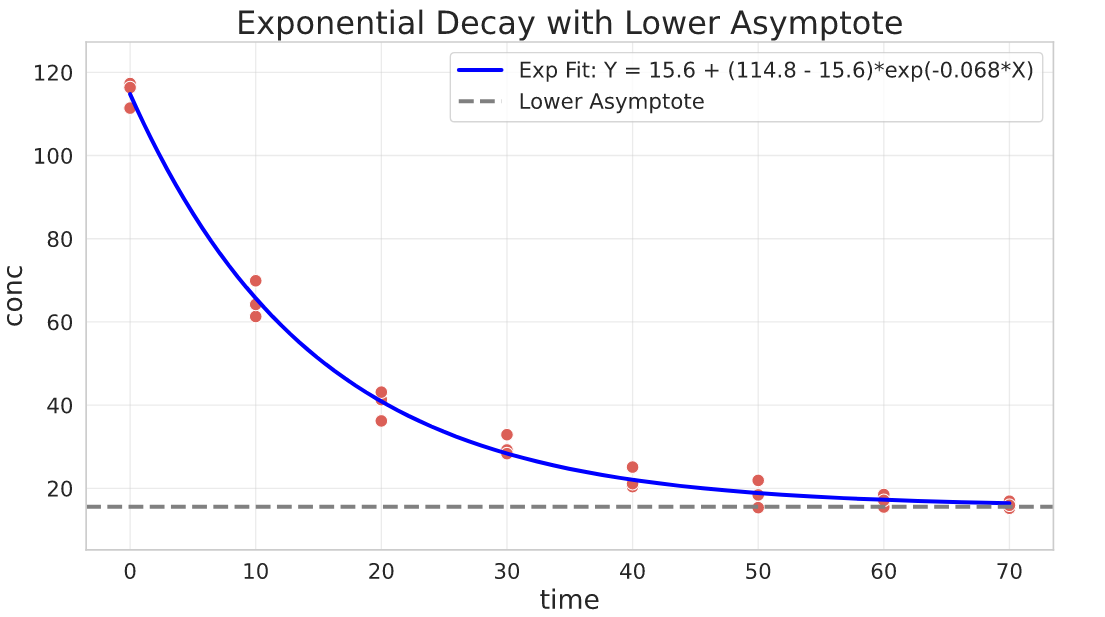 Exponential Decay with Lower Asymptote
Exp Fit: Y = 15.6 + (114.8 - 15.6)*exp(-0.068*X)
Lower Asymptote
conc
120
100
80
60
40
20
0 10 20 30 40 50 60 70
time